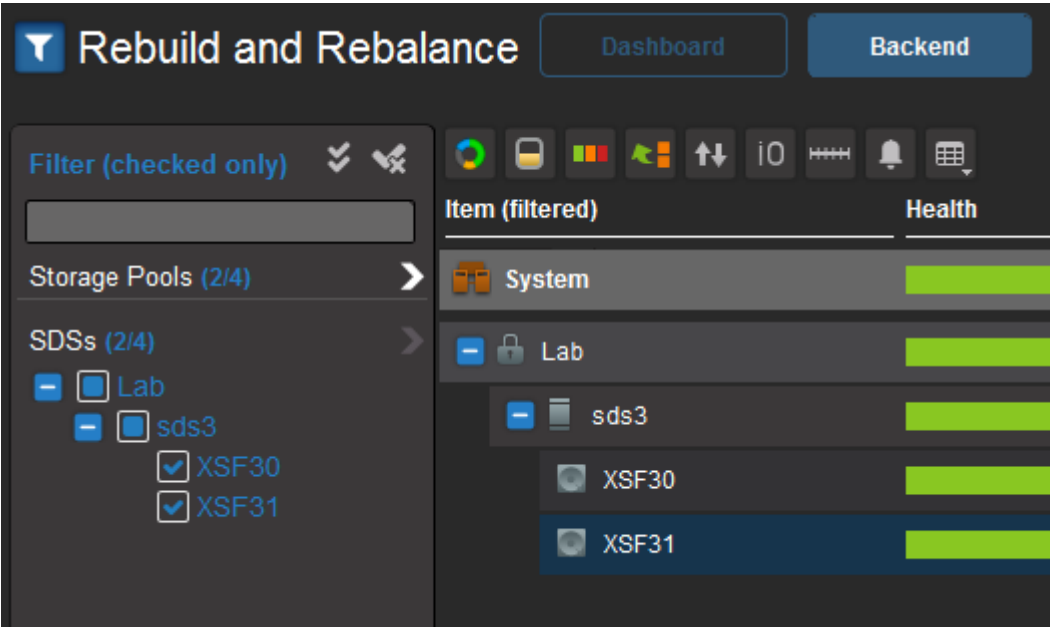 Rebuild and Rebalance
Dashboard
Backend
Filter (checked only)
Storage Pools (2/4)
SDSs (2/4)
Lab
sds3
XSF30
XSF31
iO
Item (filtered)
Health
System
Lab
sds3
XSF30
XSF31